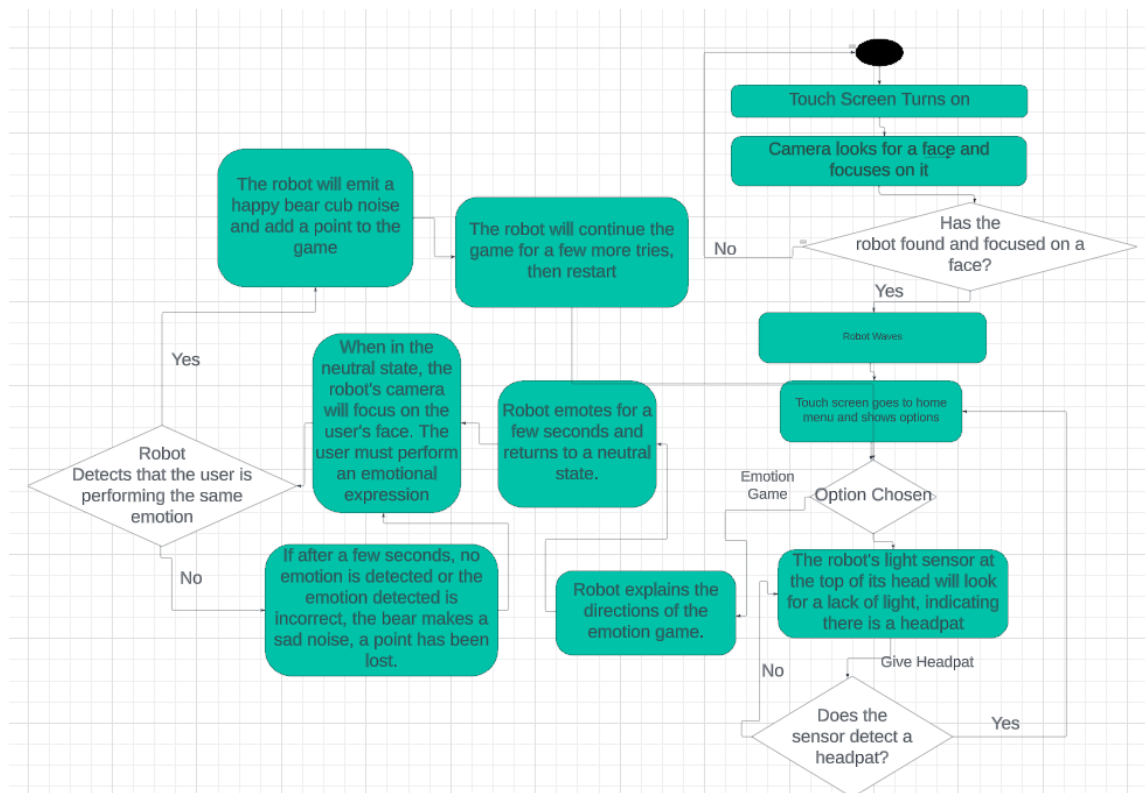 Touch Screen Turns on
Camera looks for a face and
focuses on it
Has the
robot found and focused on a
face?
No
Yes
Robot Waves
Touch screen goes to home
menu and shows options
Option Chosen
Emotion
Game
The robot's light sensor at
the top of its head will look
for a lack of light, indicating
there is a headpat
Give Headpat
Does the
sensor detect a
headpat?
No
Yes
Robot explains the
directions of the
emotion game.
Robot emotes for a
few seconds and
returns to a neutral
state.
When in the
neutral state, the
robot's camera
will focus on the
user's face. The
user must perform
an emotional
expression
Robot
Detects that the user is
performing the same
emotion
Yes
No
The robot will emit a
happy bear cub noise
and add a point to the
game
The robot will continue the
game for a few more tries,
then restart
If after a few seconds, no
emotion is detected or the
emotion detected is
incorrect, the bear makes a
sad noise, a point has been
lost.